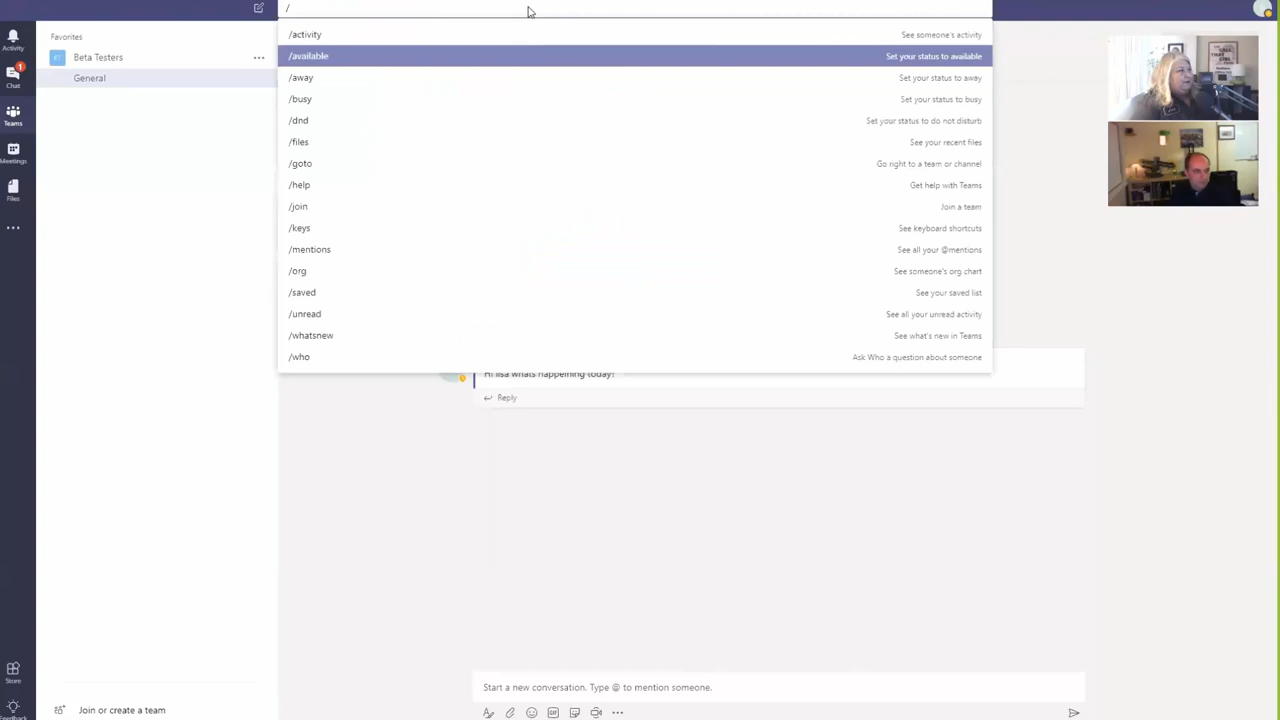 /
/activity See someone's activity
/available Set your status to available
/away Set your status to away
/busy Set your status to busy
/dnd Set your status to do not disturb
/files See your recent files
/goto Go right to a team or channel
/help Get help with Teams
/join Join a team
/keys See keyboard shortcuts
/mentions See all your @mentions
/org See someone's org chart
/saved See your saved list
/unread See all your unread activity
/whatsnew See what's new in Teams
/who Ask Who a question about someone
Activity
1
Chat
Teams
Meetings
Files
Store
Feedback
Favorites
BT Beta Testers
General
Join or create a team
Hi lisa whats happening today!
Reply
Start a new conversation. Type @ to mention someone.
GIF